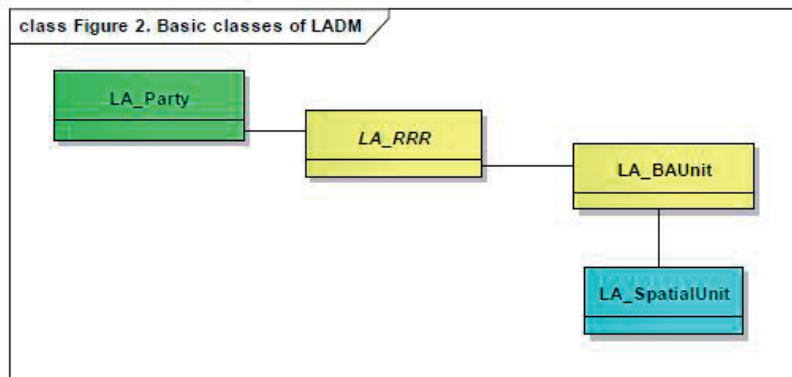 class Figure 2. Basic classes of LADM
LA_Party
LA_RRR
LA_BAUnit
LA_SpatialUnit